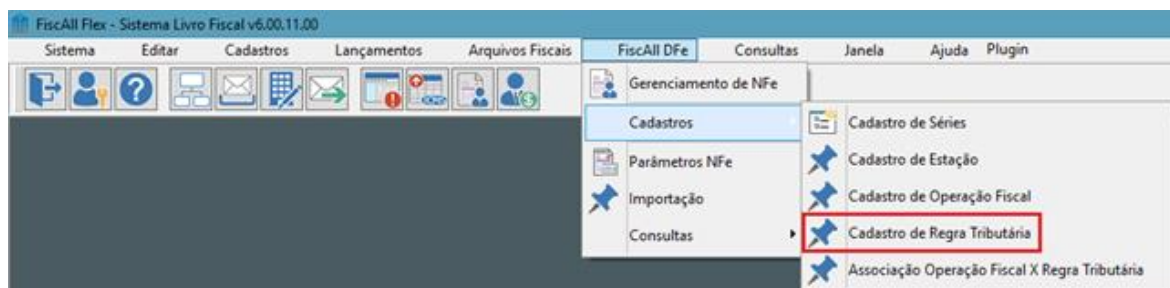 FiscAll Flex - Sistema Livro Fiscal v6.00.11.00
Sistema Editar Cadastros Lançamentos Arquivos Fiscais FiscAll DFe Consultas Janela Ajuda Plugin
Gerenciamento de NFe
Cadastros
Parâmetros NFe
Importação
Consultas
Cadastro de Séries
Cadastro de Estação
Cadastro de Operação Fiscal
Cadastro de Regra Tributária
Associação Operação Fiscal X Regra Tributária